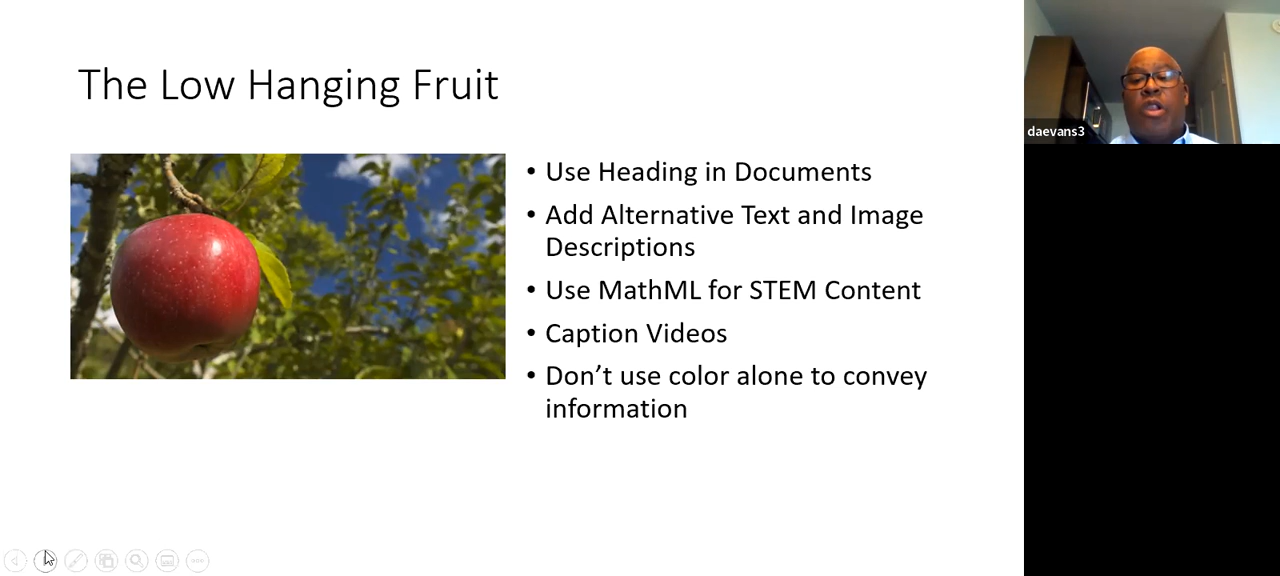 The Low Hanging Fruit
• Use Heading in Documents
• Add Alternative Text and Image
Descriptions
• Use MathML for STEM Content
• Caption Videos
• Don’t use color alone to convey
information
daevans3